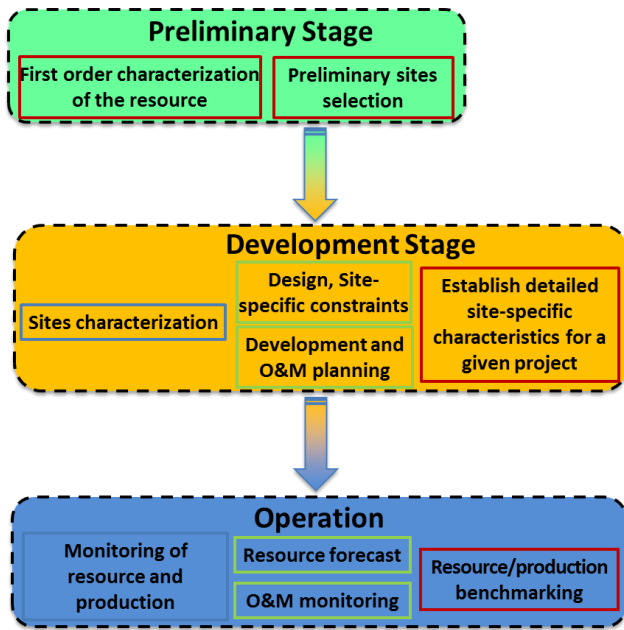 Preliminary Stage
First order characterization
of the resource
Preliminary sites
selection
Development Stage
Sites characterization
Design, Site-
specific constraints
Development and
O&M planning
Establish detailed
site-specific
characteristics for a
given project
Operation
Monitoring of
resource and
production
Resource forecast
O&M monitoring
Resource/production
benchmarking